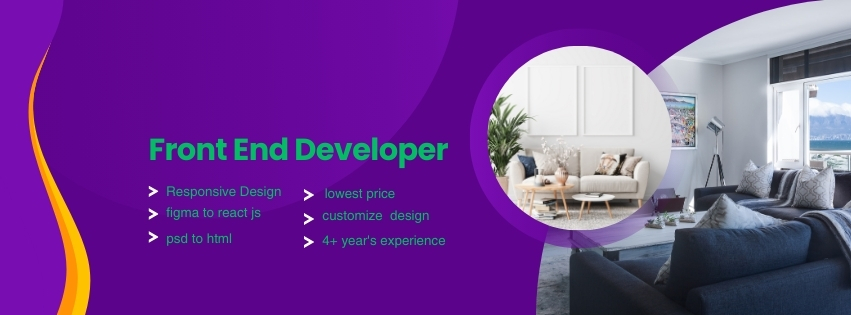 Front End Developer
Responsive Design
figma to react js
psd to html
lowest price
customize design
4+ year's experience